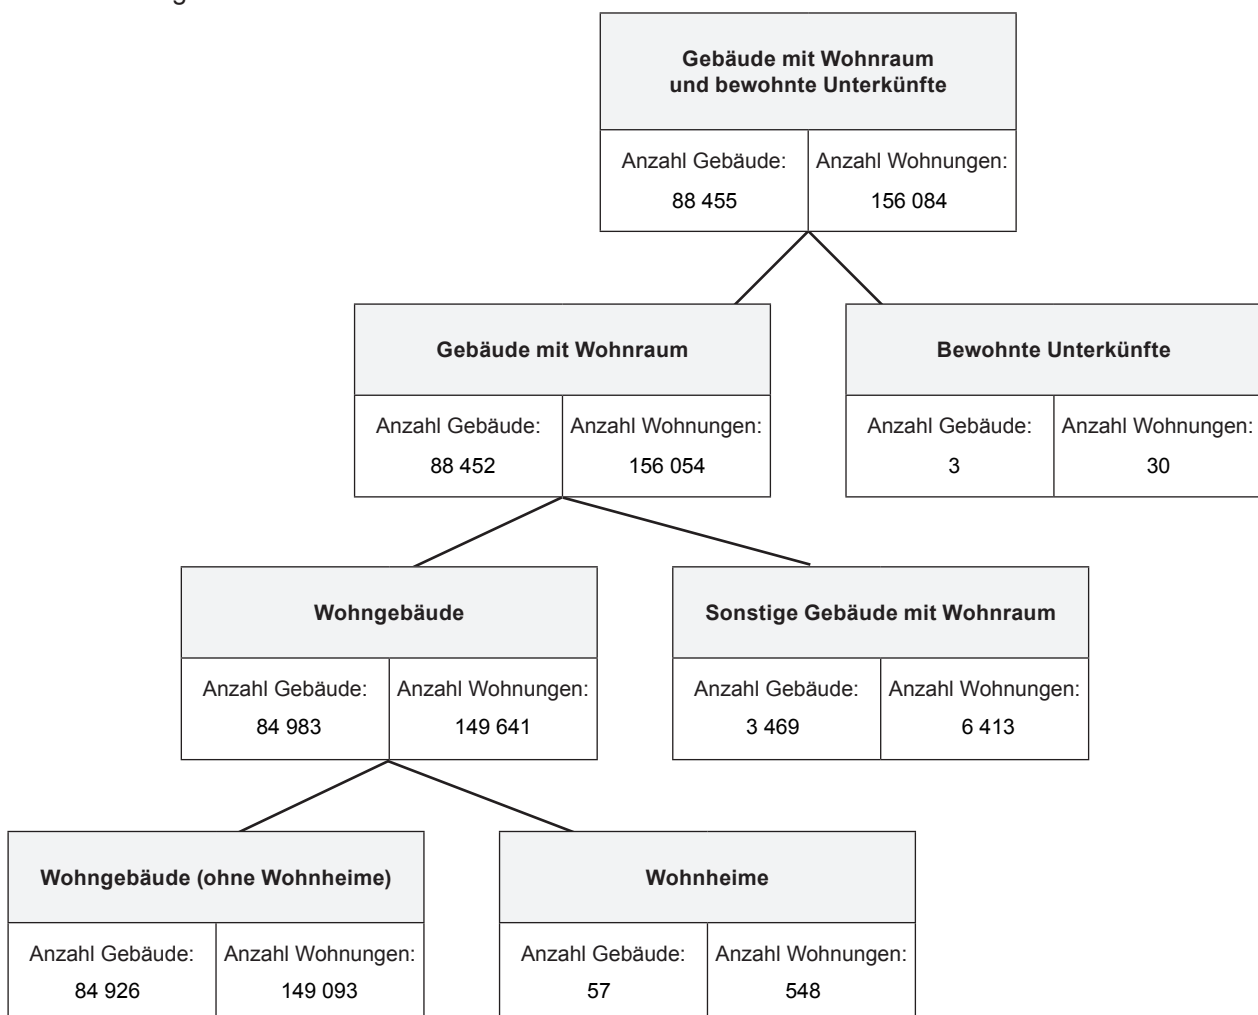 Gebäude mit Wohnraum
und bewohnte Unterkünfte
Anzahl Gebäude: Anzahl Wohnungen:
88 455 156 084
Gebäude mit Wohnraum Bewohnte Unterkünfte
Anzahl Gebäude: Anzahl Wohnungen: Anzahl Gebäude: Anzahl Wohnungen:
88 452 156 054 3 30
Wohngebäude Sonstige Gebäude mit Wohnraum
Anzahl Gebäude: Anzahl Wohnungen: Anzahl Gebäude: Anzahl Wohnungen:
84 983 149 641 3 469 6 413
Wohngebäude (ohne Wohnheime) Wohnheime
Anzahl Gebäude: Anzahl Wohnungen: Anzahl Gebäude: Anzahl Wohnungen:
84 926 149 093 57 548